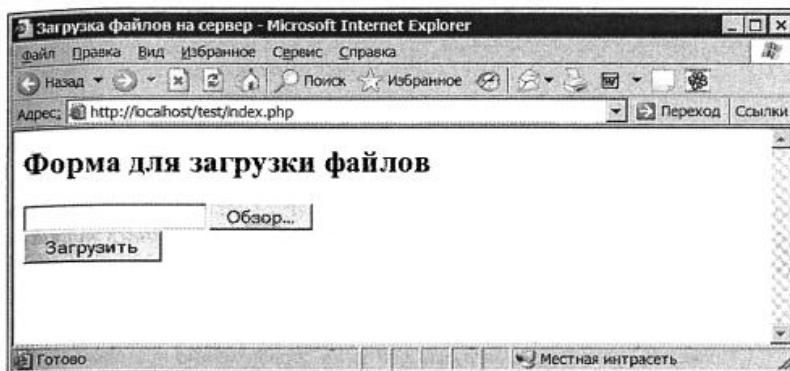 Загрузка файлов на сервер - Microsoft Internet Explorer
Файл Правка Вид Избранное Сервис Справка
Назад Поиск Избранное
Адрес: http://localhost/test/index.php Переход Ссылки
Форма для загрузки файлов
Обзор...
Загрузить
Готово Местная интрасеть